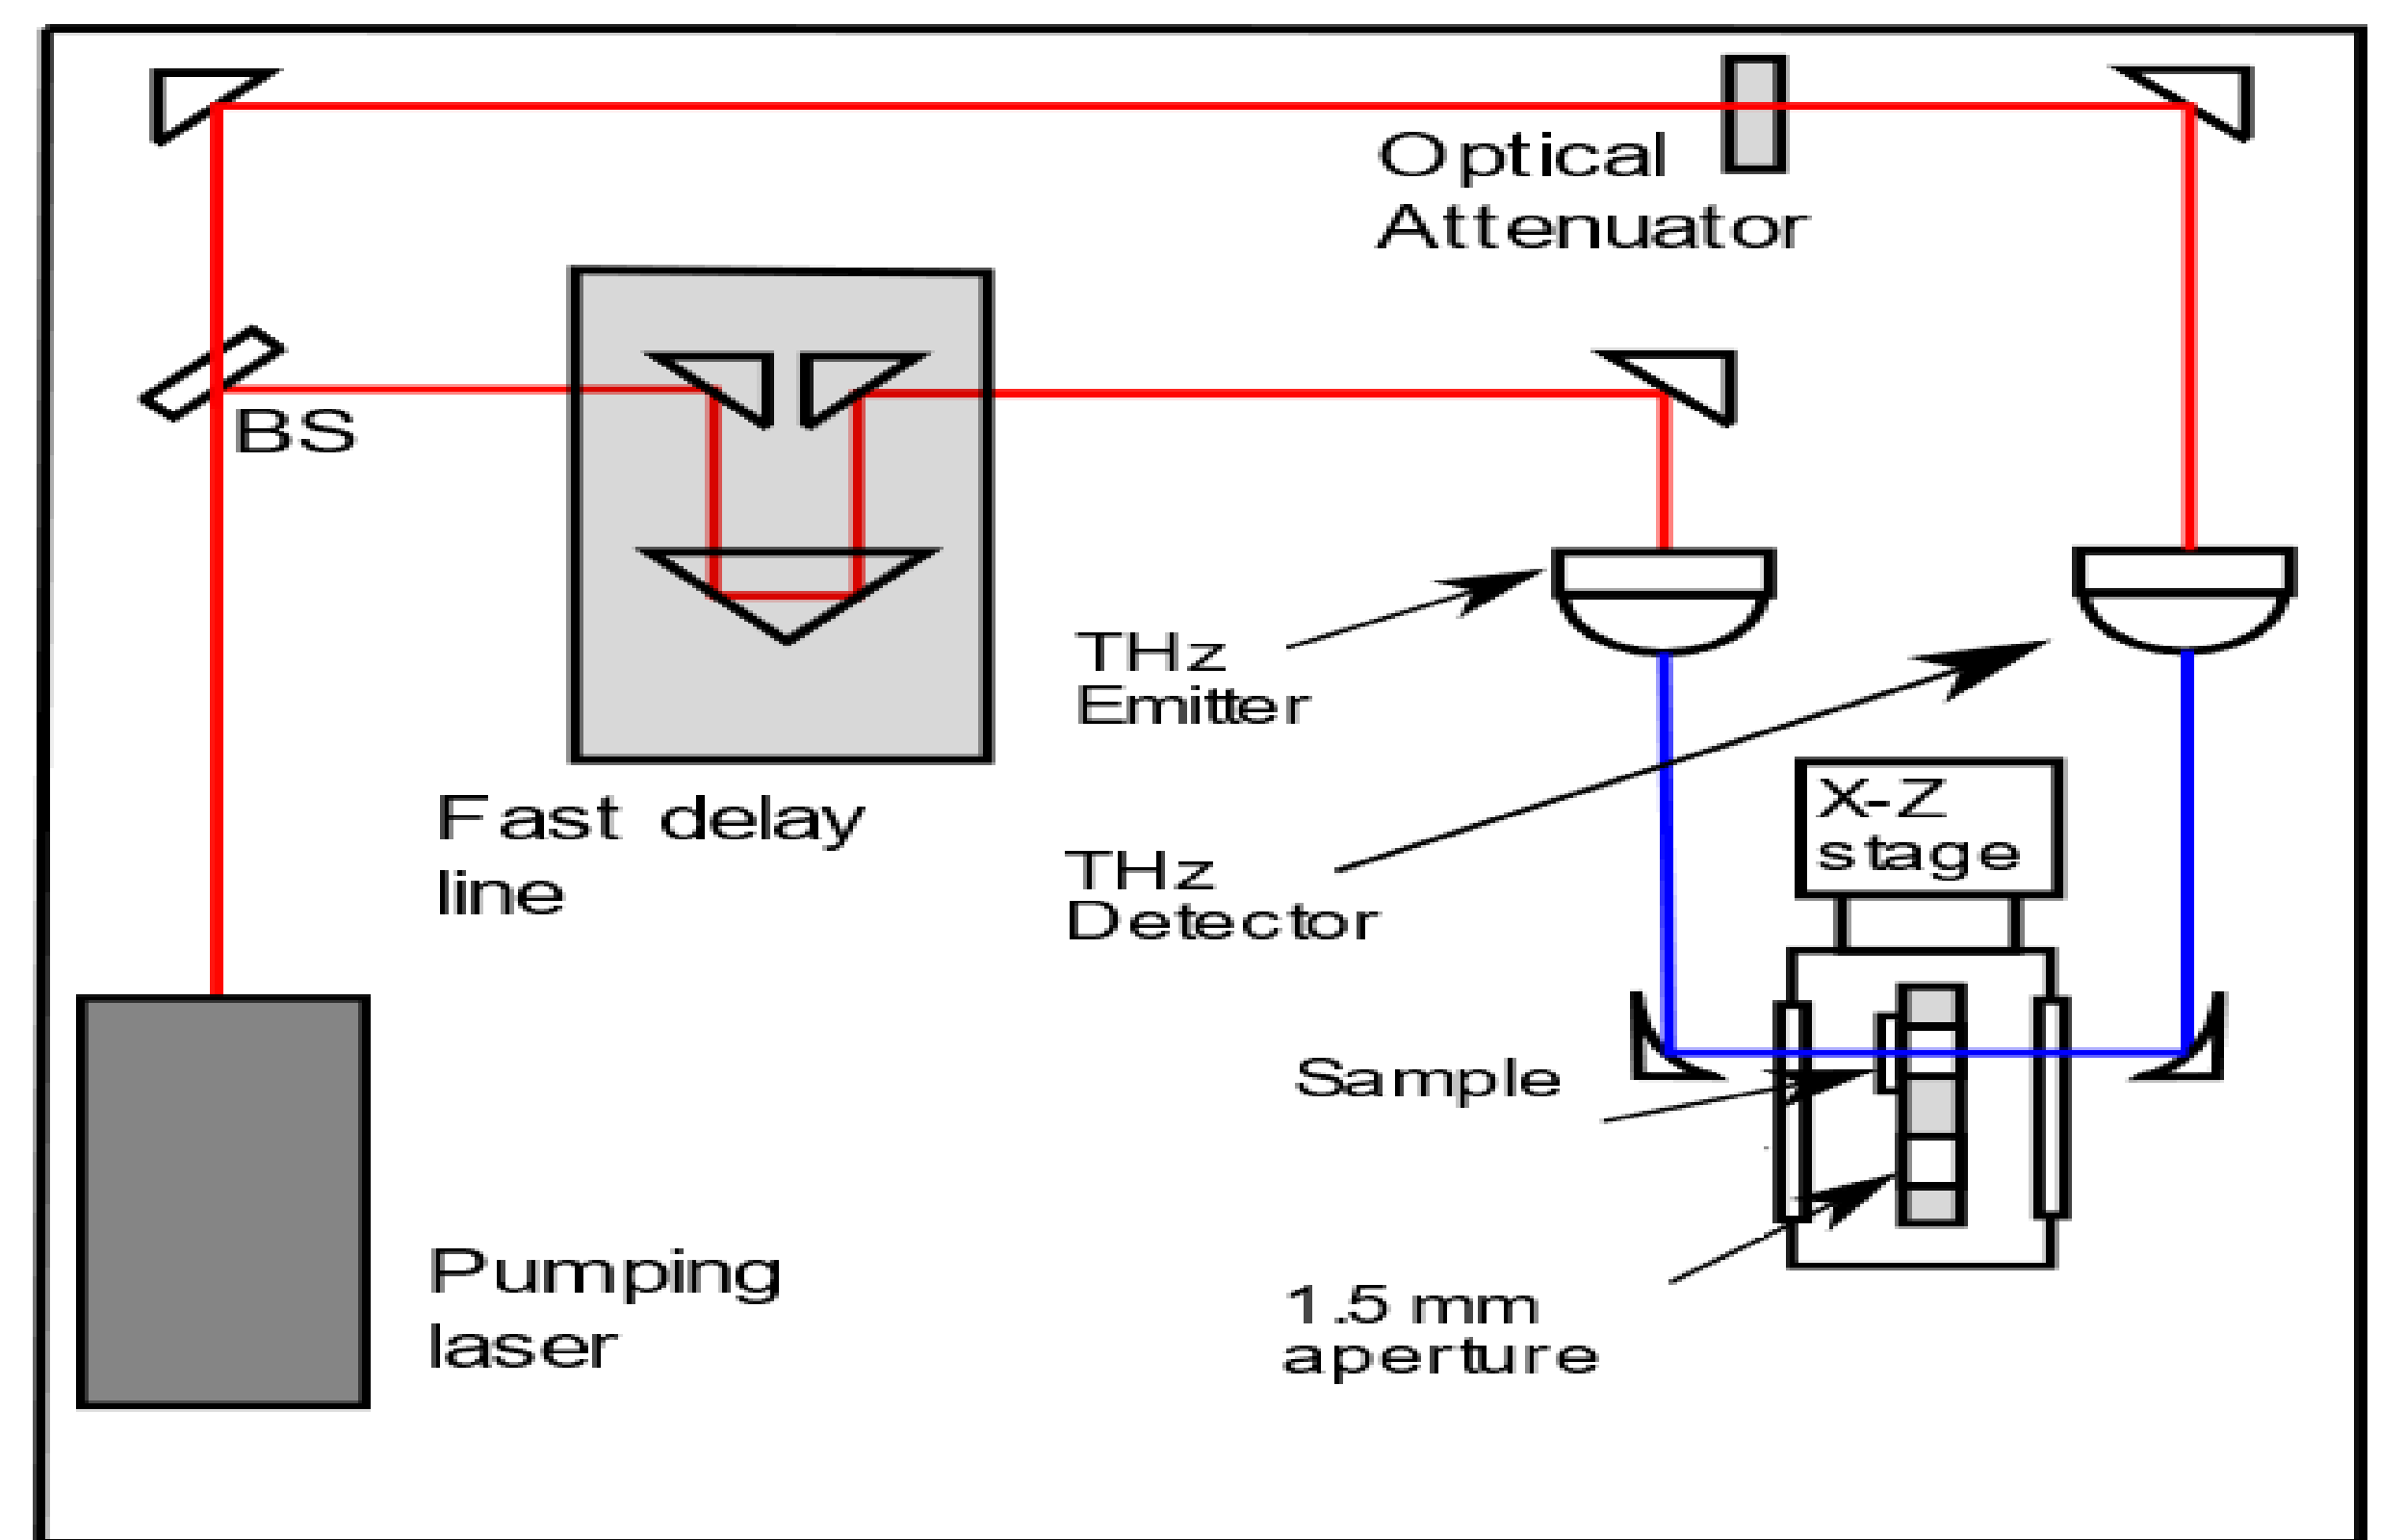 Optical
Attenuator
BS
THz
Emitter
Fast delay
line
X-Z
stage
THz
Detector
Sample
Pumping
laser
1.5 mm
aperture